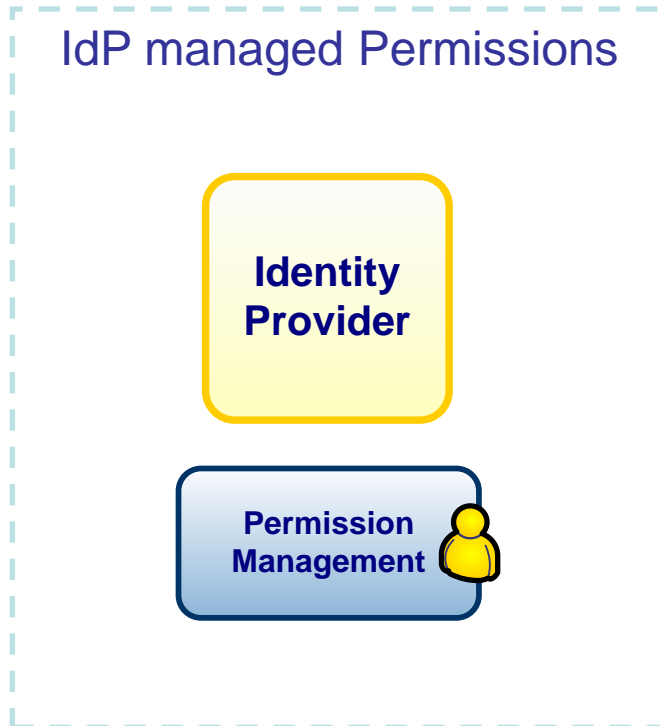 IdP managed Permissions
Identity
Provider
Permission
Management